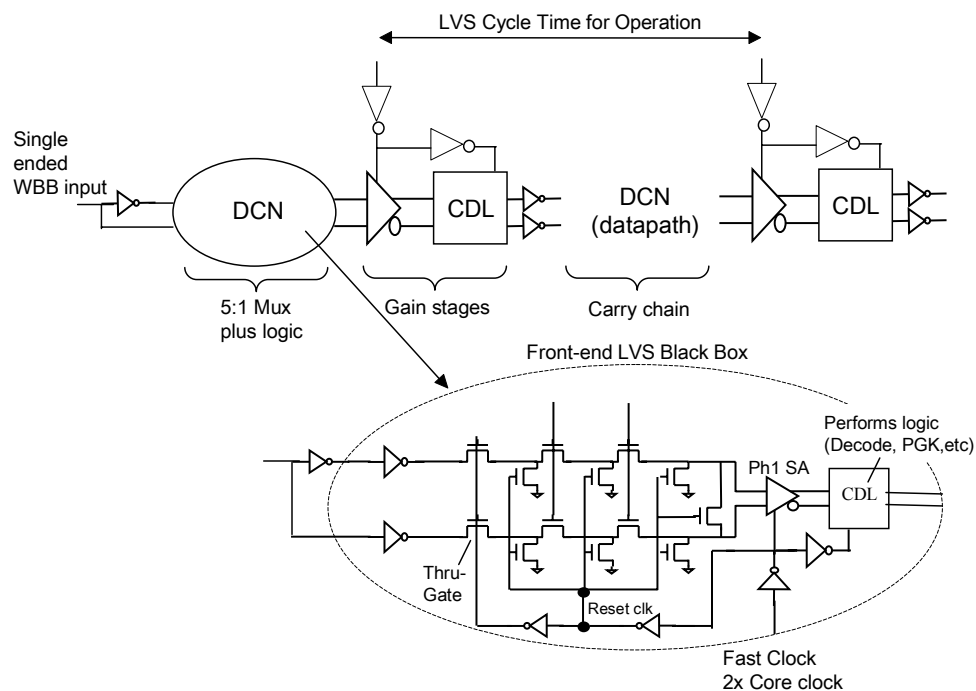 LVS Cycle Time for Operation
Single
ended
WBB input
DCN
CDL
DCN
(datapath)
CDL
5:1 Mux
plus logic
Gain stages
Carry chain
Front-end LVS Black Box
Performs logic
(Decode, PGK,etc)
Ph1 SA
CDL
Thru-
Gate
Reset clk
Fast Clock
2x Core clock